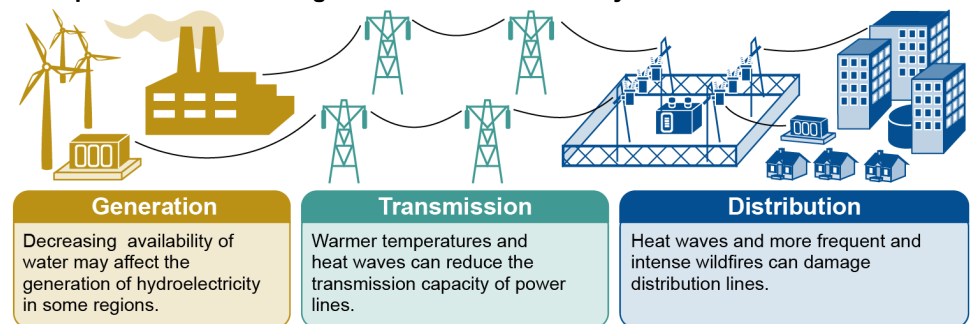 Generation
Decreasing availability of
water may affect the
generation of hydroelectricity
in some regions.
Transmission
Warmer temperatures and
heat waves can reduce the
transmission capacity of power
lines.
Distribution
Heat waves and more frequent and
intense wildfires can damage
distribution lines.